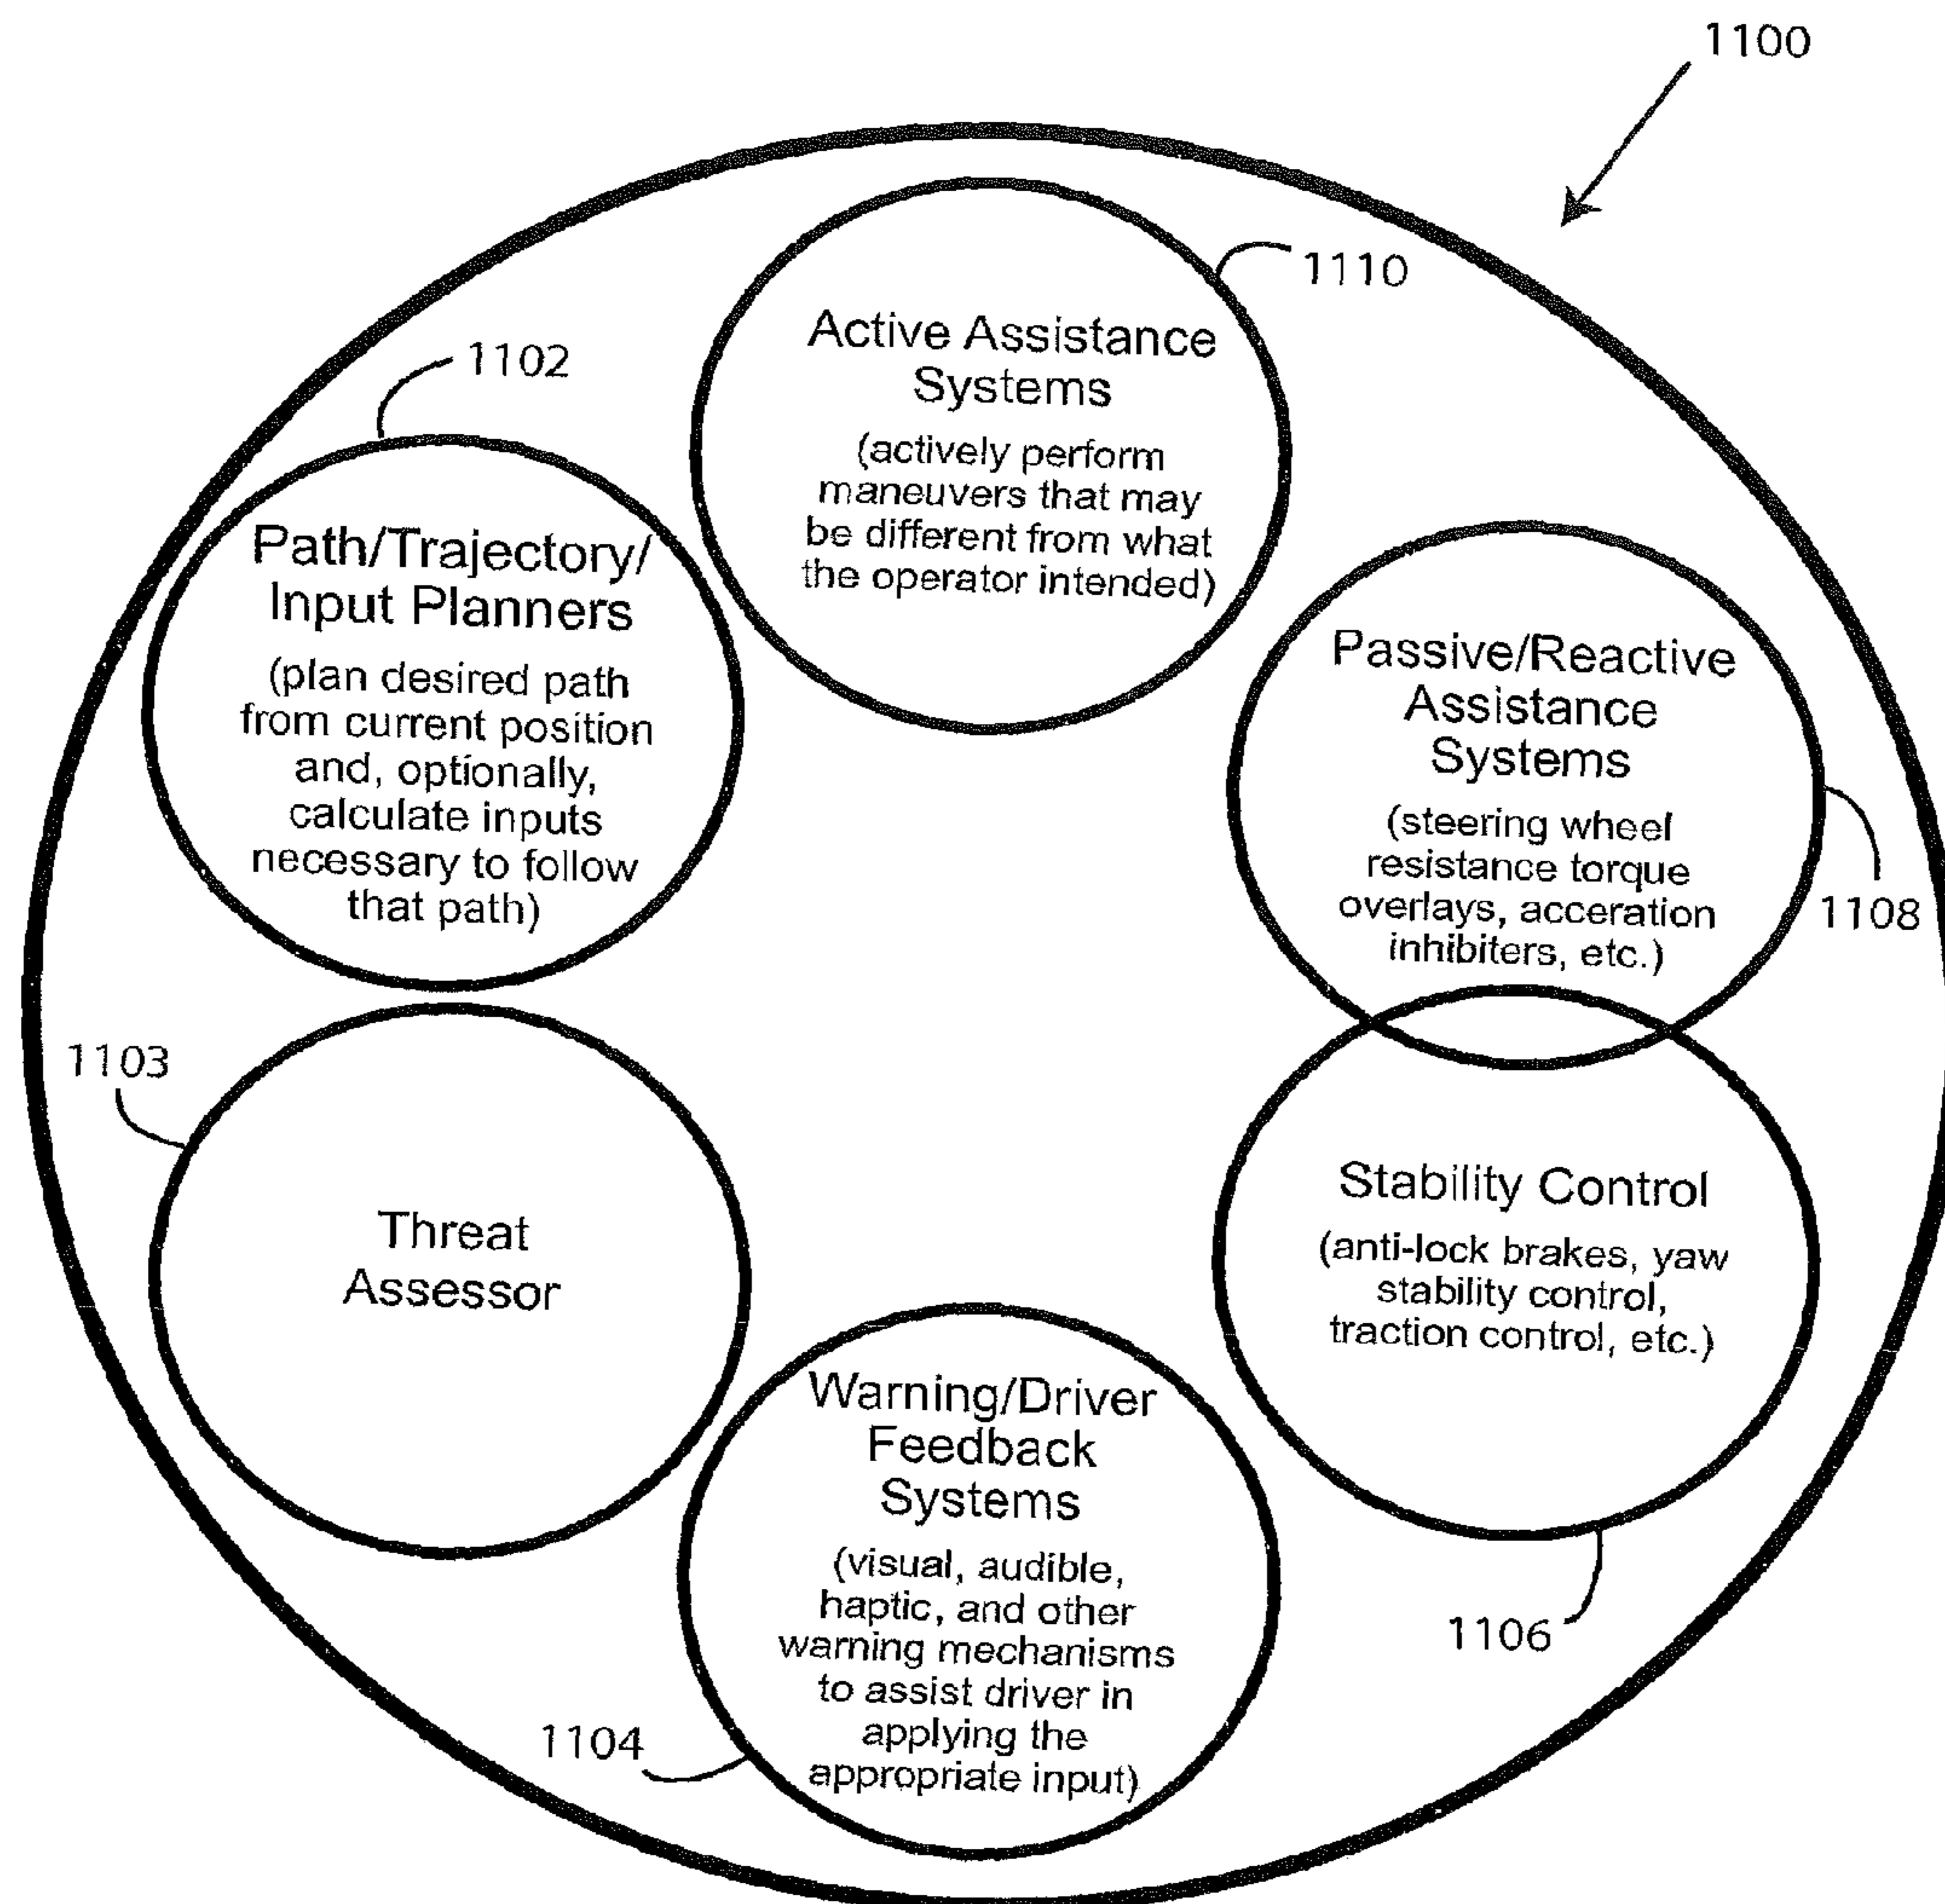 1100
1110
Active Assistance
Systems
(actively perform
maneuvers that may
be different from what
the operator intended)
1102
Path/Trajectory/
Input Planners
(plan desired path
from current position
and, optionally,
calculate inputs
necessary to follow
that path)
Passive/Reactive
Assistance
Systems
(steering wheel
resistance torque
overlays, acceration
inhibiters, etc.)
1108
1103
Threat
Assessor
Stability Control
(anti-lock brakes, yaw
stability control,
traction control, etc.)
1106
Warning/Driver
Feedback
Systems
(visual, audible,
haptic, and other
warning mechanisms
to assist driver in
applying the
appropriate input)
1104